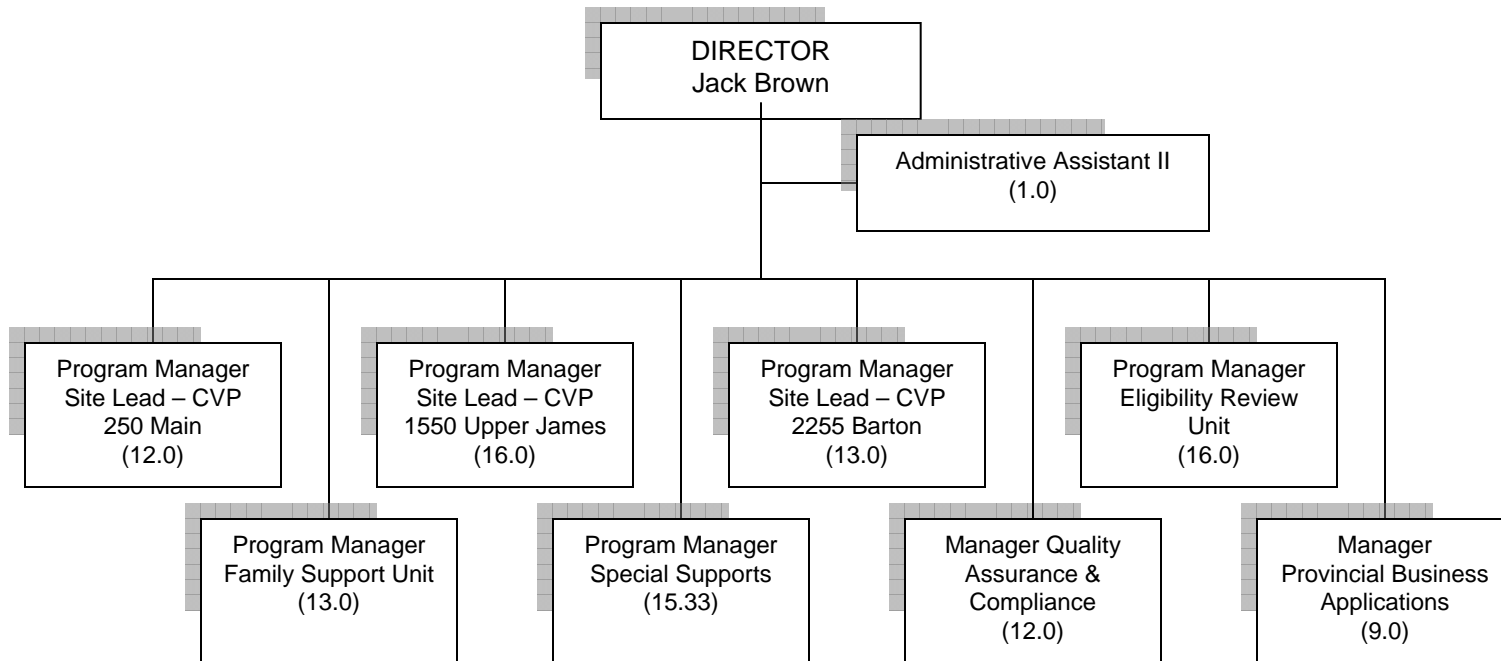 DIRECTOR
Jack Brown
Administrative Assistant II
(1.0)
Program Manager
Site Lead – CVP
250 Main
(12.0)
Program Manager
Site Lead – CVP
1550 Upper James
(16.0)
Program Manager
Site Lead – CVP
2255 Barton
(13.0)
Program Manager
Eligibility Review
Unit
(16.0)
Program Manager
Family Support Unit
(13.0)
Program Manager
Special Supports
(15.33)
Manager Quality
Assurance &
Compliance
(12.0)
Manager
Provincial Business
Applications
(9.0)